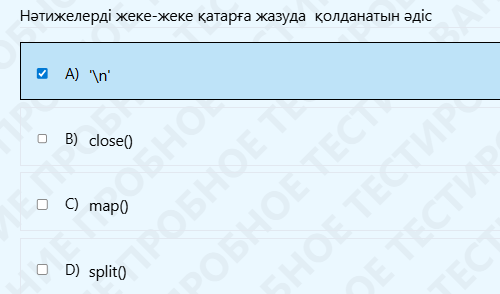 Нәтижелерді жеке-жеке қатарға жазуда қолданатын әдіс
A) '\n'
B) close()
C) map()
D) split()